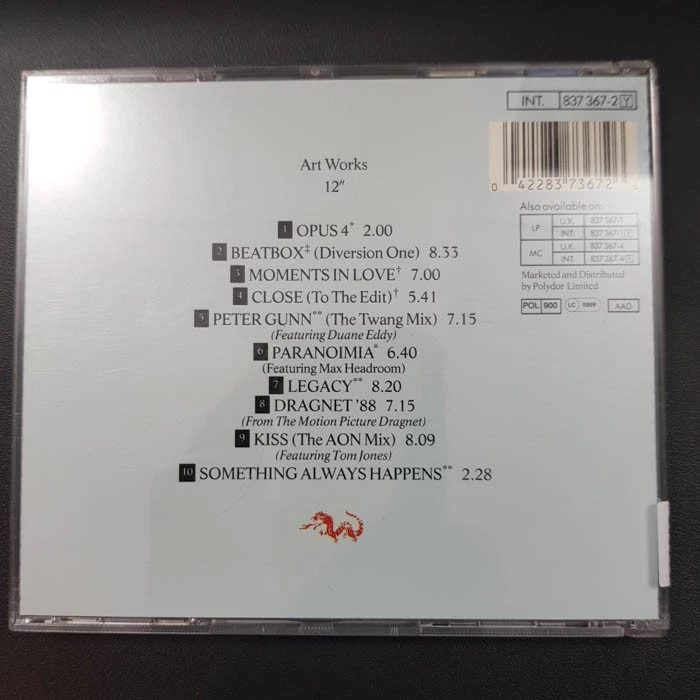 INT. 837 367-2 Y
0 42283 73672
Art Works
12"
1 OPUS 4* 2.00
2 BEATBOX‡ (Diversion One) 8.33
3 MOMENTS IN LOVE† 7.00
4 CLOSE (To The Edit)† 5.41
5 PETER GUNN** (The Twang Mix) 7.15
(Featuring Duane Eddy)
6 PARANOIMIA* 6.40
(Featuring Max Headroom)
7 LEGACY** 8.20
8 DRAGNET '88 7.15
(From The Motion Picture Dragnet)
9 KISS (The AON Mix) 8.09
(Featuring Tom Jones)
10 SOMETHING ALWAYS HAPPENS** 2.28
Also available on:
LP U.K. 837 367-1
INT. 837 367-1 Y
MC U.K. 837 367-4
INT. 837 367-4 Y
Marketed and Distributed
by Polydor Limited
POL 900 LC 0309 AAD